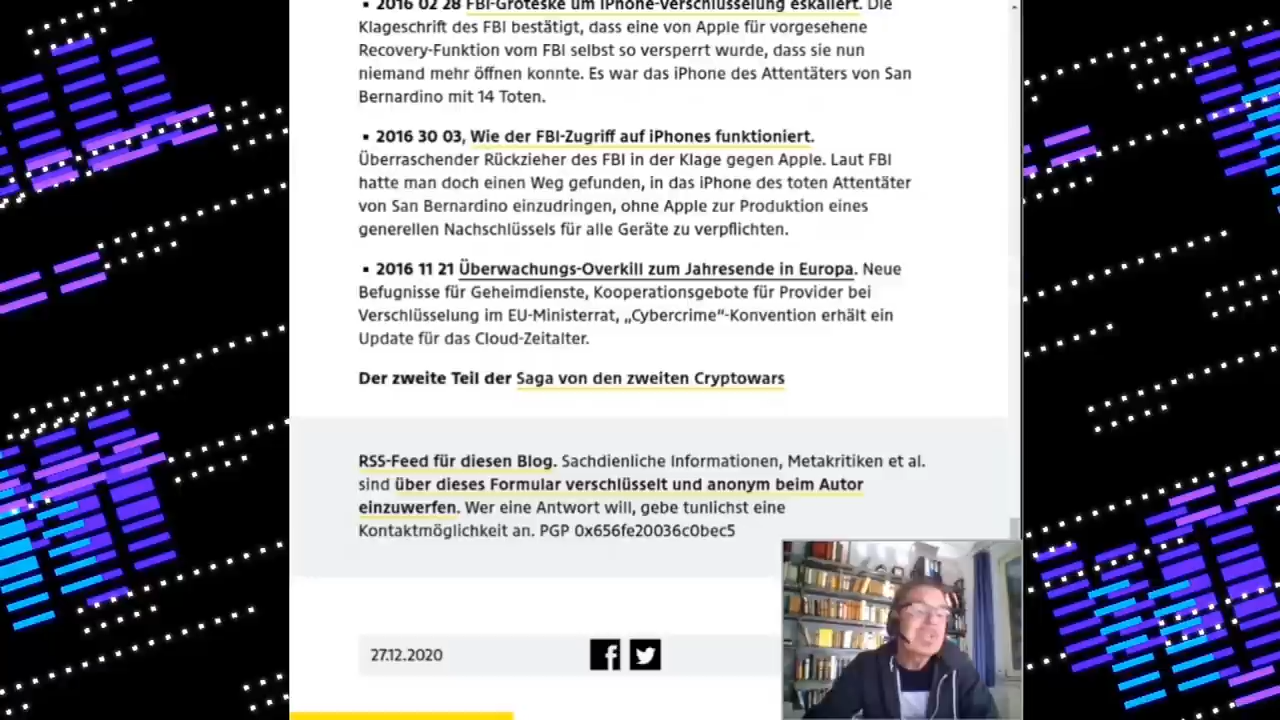 ▪ 2016 02 28 FBI-Groteske um iPhone-Verschlüsselung eskaliert. Die
Klageschrift des FBI bestätigt, dass eine von Apple für vorgesehene
Recovery-Funktion vom FBI selbst so versperrt wurde, dass sie nun
niemand mehr öffnen konnte. Es war das iPhone des Attentäters von San
Bernardino mit 14 Toten.
▪ 2016 30 03, Wie der FBI-Zugriff auf iPhones funktioniert.
Überraschender Rückzieher des FBI in der Klage gegen Apple. Laut FBI
hatte man doch einen Weg gefunden, in das iPhone des toten Attentäter
von San Bernardino einzudringen, ohne Apple zur Produktion eines
generellen Nachschlüssels für alle Geräte zu verpflichten.
▪ 2016 11 21 Überwachungs-Overkill zum Jahresende in Europa. Neue
Befugnisse für Geheimdienste, Kooperationsgebote für Provider bei
Verschlüsselung im EU-Ministerrat, „Cybercrime“-Konvention erhält ein
Update für das Cloud-Zeitalter.
Der zweite Teil der Saga von den zweiten Cryptowars
RSS-Feed für diesen Blog. Sachdienliche Informationen, Metakritiken et al.
sind über dieses Formular verschlüsselt und anonym beim Autor
einzuwerfen. Wer eine Antwort will, gebe tunlichst eine
Kontaktmöglichkeit an. PGP 0x656fe20036c0bec5
27.12.2020